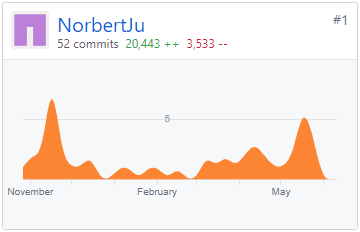 NorbertJu
#1
52 commits 20,443 ++ 3,533 --
5
November February May